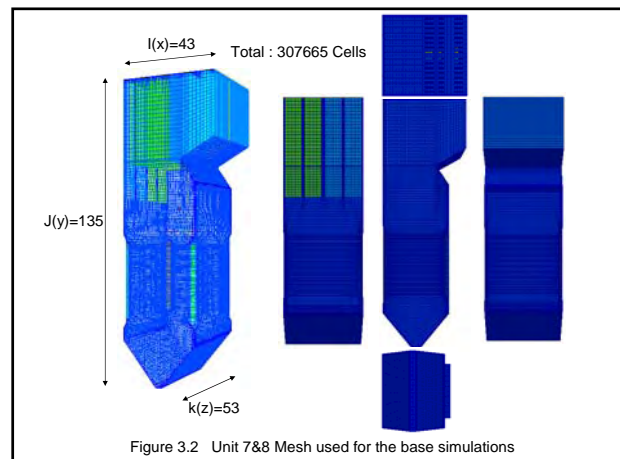 I(x)=43
Total : 307665 Cells
J(y)=135
k(z)=53
Figure 3.2 Unit 7&8 Mesh used for the base simulations